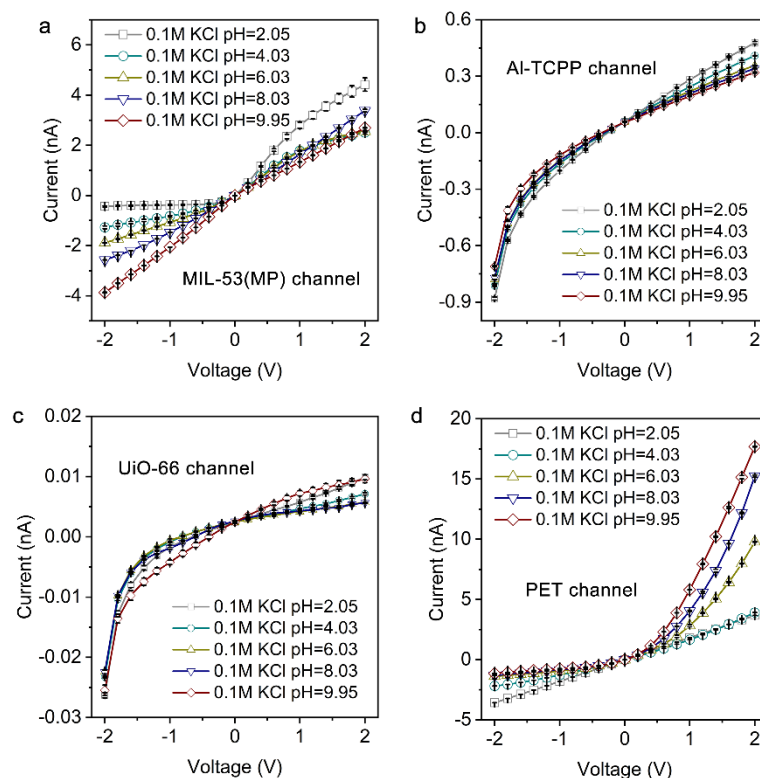 a
0.1M KCl pH=2.05
0.1M KCl pH=4.03
0.1M KCl pH=6.03
0.1M KCl pH=8.03
0.1M KCl pH=9.95
MIL-53(MP) channel
6
4
2
0
-2
-4
Current (nA)
-2 -1 0 1 2
Voltage (V)
b
Al-TCPP channel
0.1M KCl pH=2.05
0.1M KCl pH=4.03
0.1M KCl pH=6.03
0.1M KCl pH=8.03
0.1M KCl pH=9.95
0.6
0.3
0.0
-0.3
-0.6
-0.9
Current (nA)
-2 -1 0 1 2
Voltage (V)
c
UiO-66 channel
0.1M KCl pH=2.05
0.1M KCl pH=4.03
0.1M KCl pH=6.03
0.1M KCl pH=8.03
0.1M KCl pH=9.95
0.02
0.01
0.00
-0.01
-0.02
-0.03
Current (nA)
-2 -1 0 1 2
Voltage (V)
d
0.1M KCl pH=2.05
0.1M KCl pH=4.03
0.1M KCl pH=6.03
0.1M KCl pH=8.03
0.1M KCl pH=9.95
PET channel
20
15
10
5
0
-5
Current (nA)
-2 -1 0 1 2
Voltage (V)